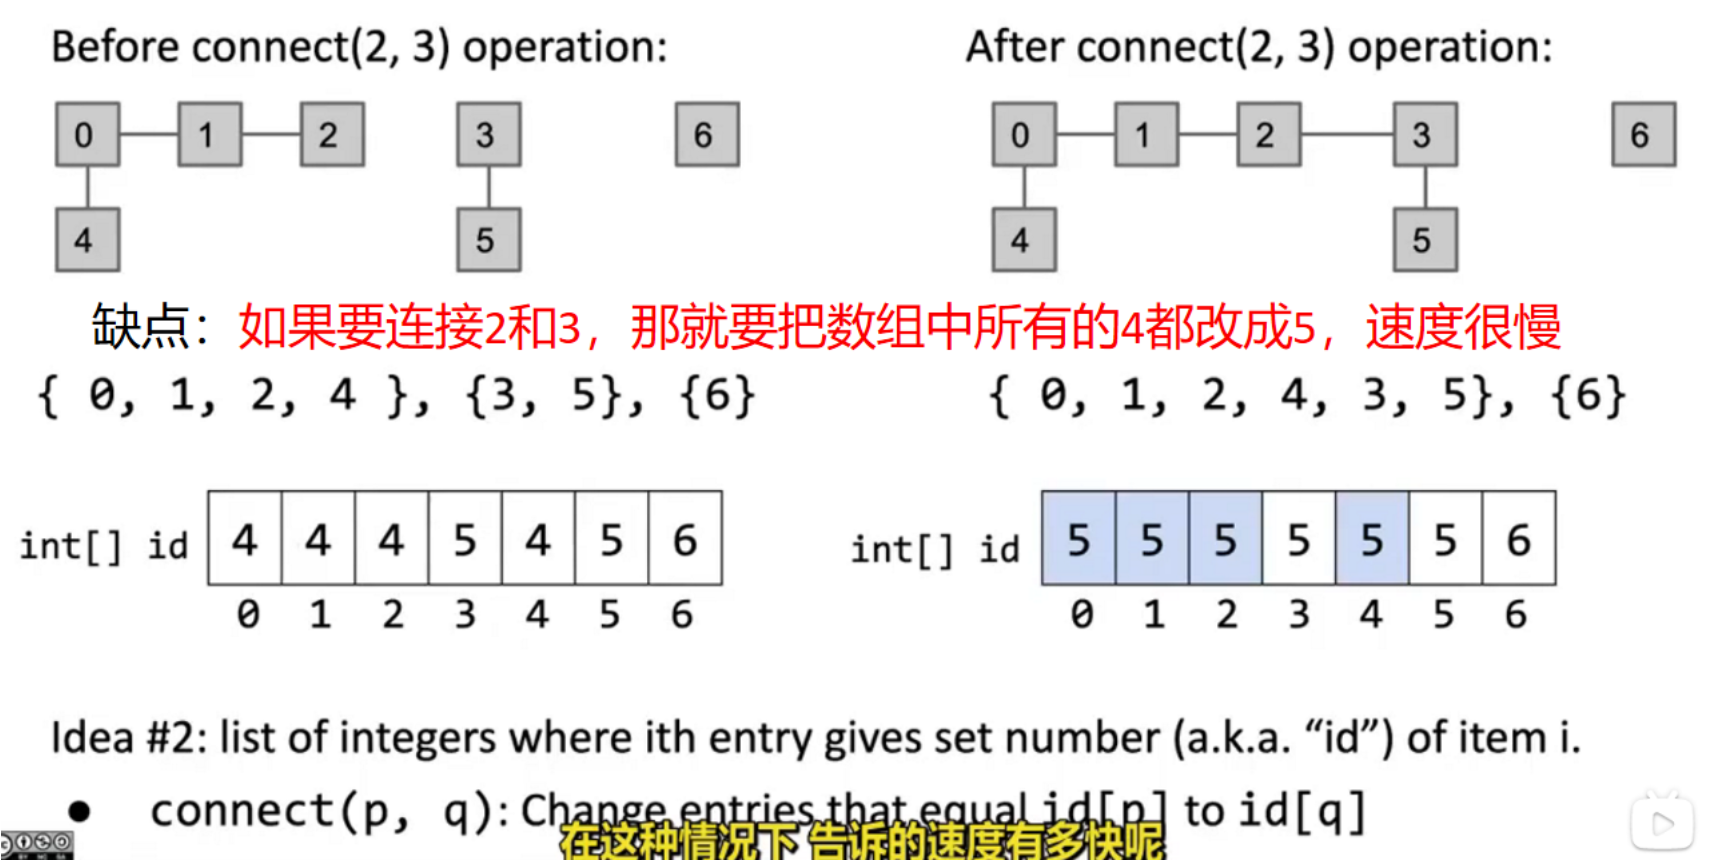 Before connect(2, 3) operation:
After connect(2, 3) operation:
0 1 2 3 6
4 5
0 1 2 3 6
4 5
缺点：如果要连接2和3，那就要把数组中所有的4都改成5，速度很慢
{ 0, 1, 2, 4 }, {3, 5}, {6}
{ 0, 1, 2, 4, 3, 5}, {6}
int[] id 4 4 4 5 4 5 6
0 1 2 3 4 5 6
int[] id 5 5 5 5 5 5 6
0 1 2 3 4 5 6
Idea #2: list of integers where ith entry gives set number (a.k.a. “id”) of item i.
● connect(p, q): Change entries that equal id[p] to id[q]
在这种情况下 告诉的速度有多快呢